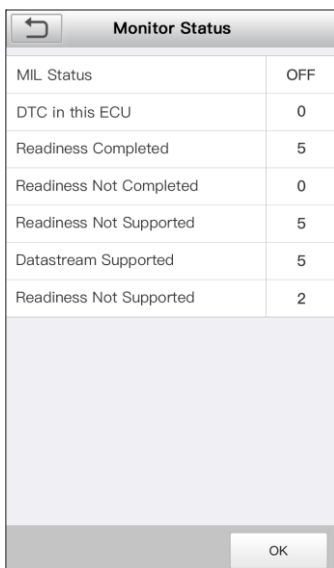 Monitor Status
MIL Status OFF
DTC in this ECU 0
Readiness Completed 5
Readiness Not Completed 0
Readiness Not Supported 5
Datastream Supported 5
Readiness Not Supported 2
OK